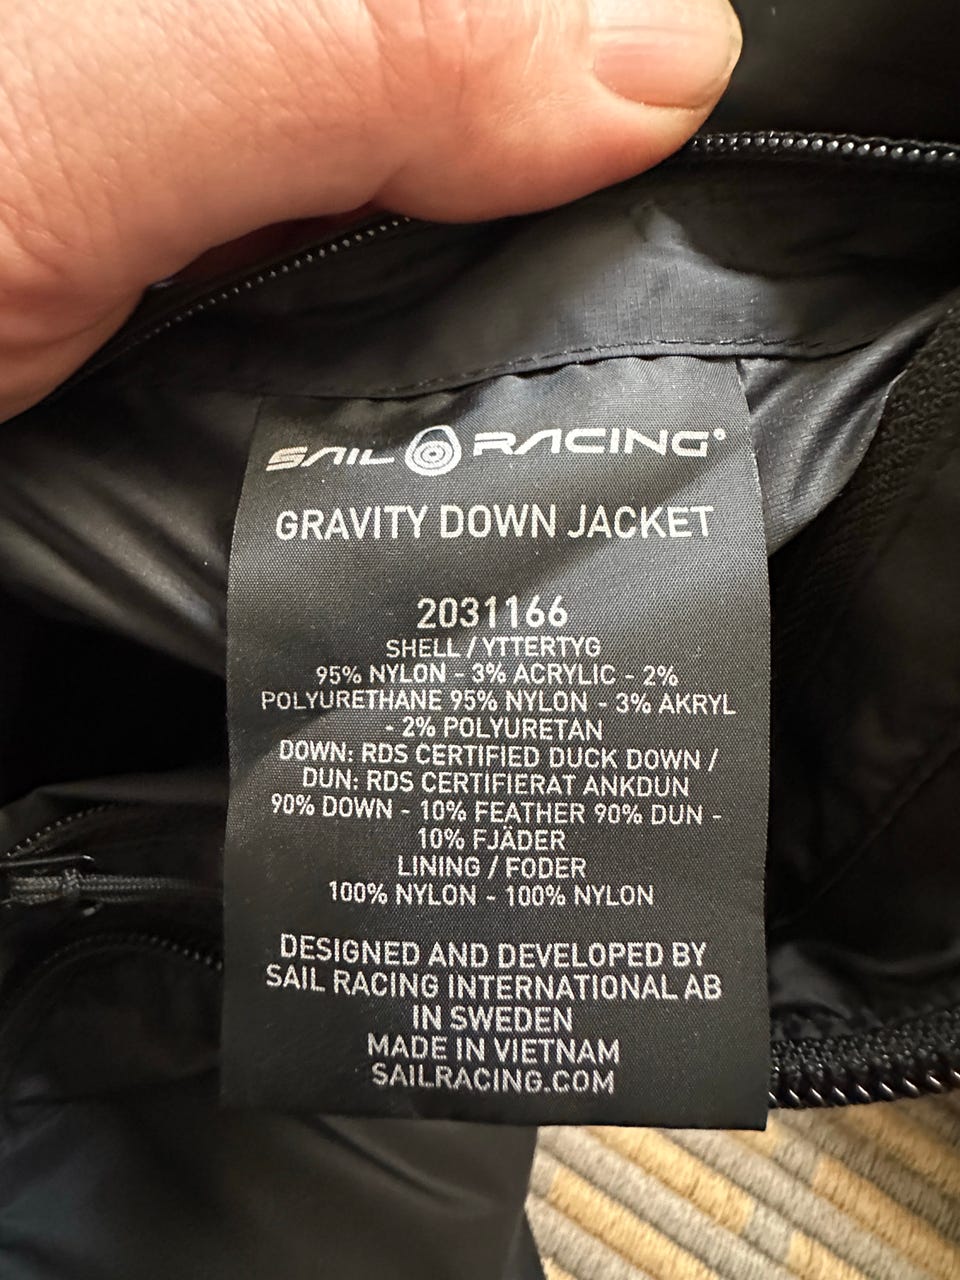 SAIL RACING®
GRAVITY DOWN JACKET
2031166
SHELL / YTTERTYG
95% NYLON - 3% ACRYLIC - 2%
POLYURETHANE 95% NYLON - 3% AKRYL
- 2% POLYURETAN
DOWN: RDS CERTIFIED DUCK DOWN /
DUN: RDS CERTIFIERAT ANKDUN
90% DOWN - 10% FEATHER 90% DUN -
10% FJÄDER
LINING / FODER
100% NYLON - 100% NYLON
DESIGNED AND DEVELOPED BY
SAIL RACING INTERNATIONAL AB
IN SWEDEN
MADE IN VIETNAM
SAILRACING.COM